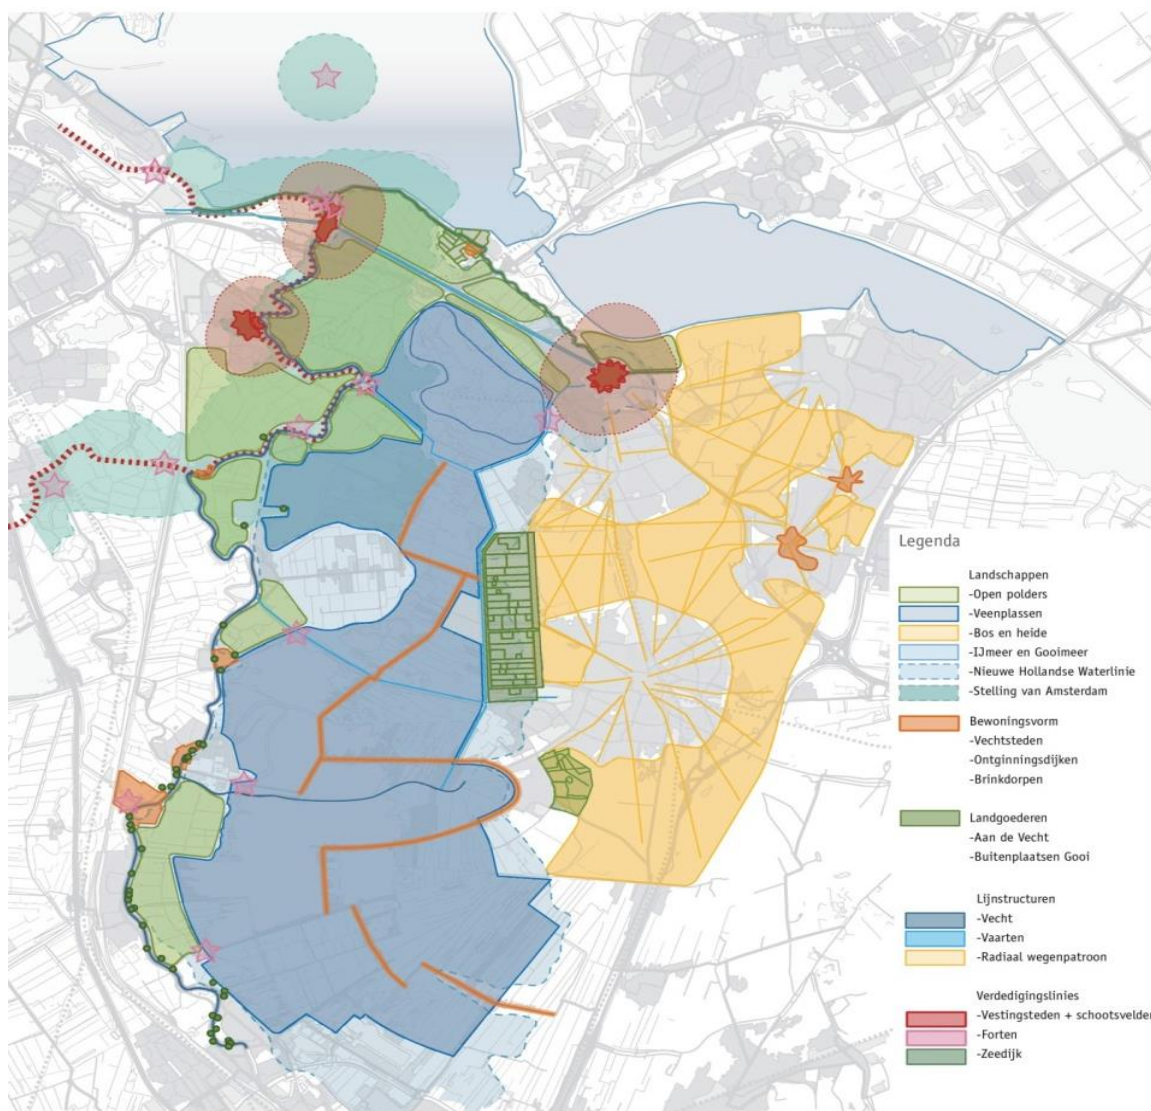 Legenda
Landschappen
-Open polders
-Veenplassen
-Bos en heide
-IJmeer en Gooimeer
-Nieuwe Hollandse Waterlinie
-Stelling van Amsterdam
Bewoningsvorm
-Vechtsteden
-Ontginningsdijken
-Brinkdorpen
Landgoederen
-Aan de Vecht
-Buitenplaatsen Gooi
Lijnstructuren
-Vecht
-Vaarten
-Radiaal wegenpatroon
Verdedigingslinies
-Vestingsteden + schootsvelden
-Forten
-Zeedijk